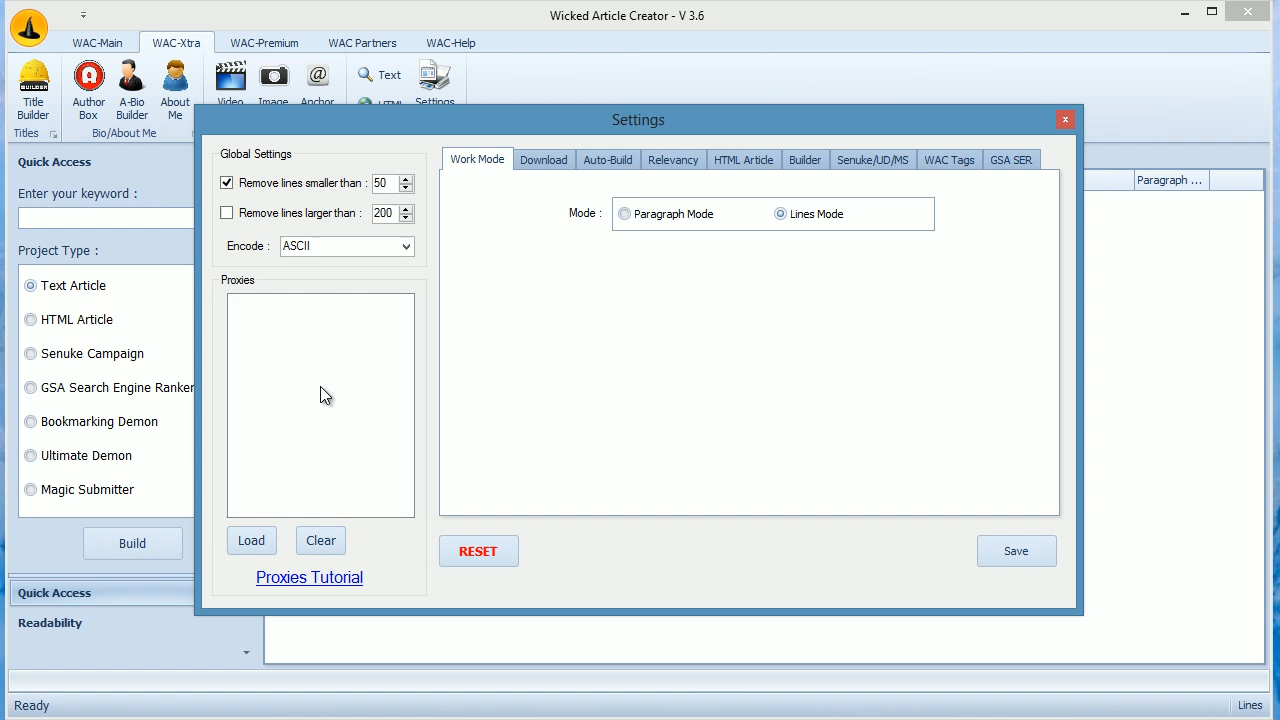 Wicked Article Creator - V 3.6
WAC-Main WAC-Xtra WAC-Premium WAC Partners WAC-Help
Title Builder
Author Box
A-Bio Builder
About Me
Video
Image
Anchor
Text
HTML
Settings
Titles
Bio/About Me
Settings
Quick Access
Enter your keyword :
Project Type :
Text Article
HTML Article
Senuke Campaign
GSA Search Engine Ranker
Bookmarking Demon
Ultimate Demon
Magic Submitter
Build
Quick Access
Readability
Global Settings
Remove lines smaller than : 50
Remove lines larger than : 200
Encode : ASCII
Proxies
Load
Clear
Proxies Tutorial
Work Mode Download Auto-Build Relevancy HTML Article Builder Senuke/UD/MS WAC Tags GSA SER
Mode : Paragraph Mode Lines Mode
RESET
Save
Paragraph ...
Ready
Lines